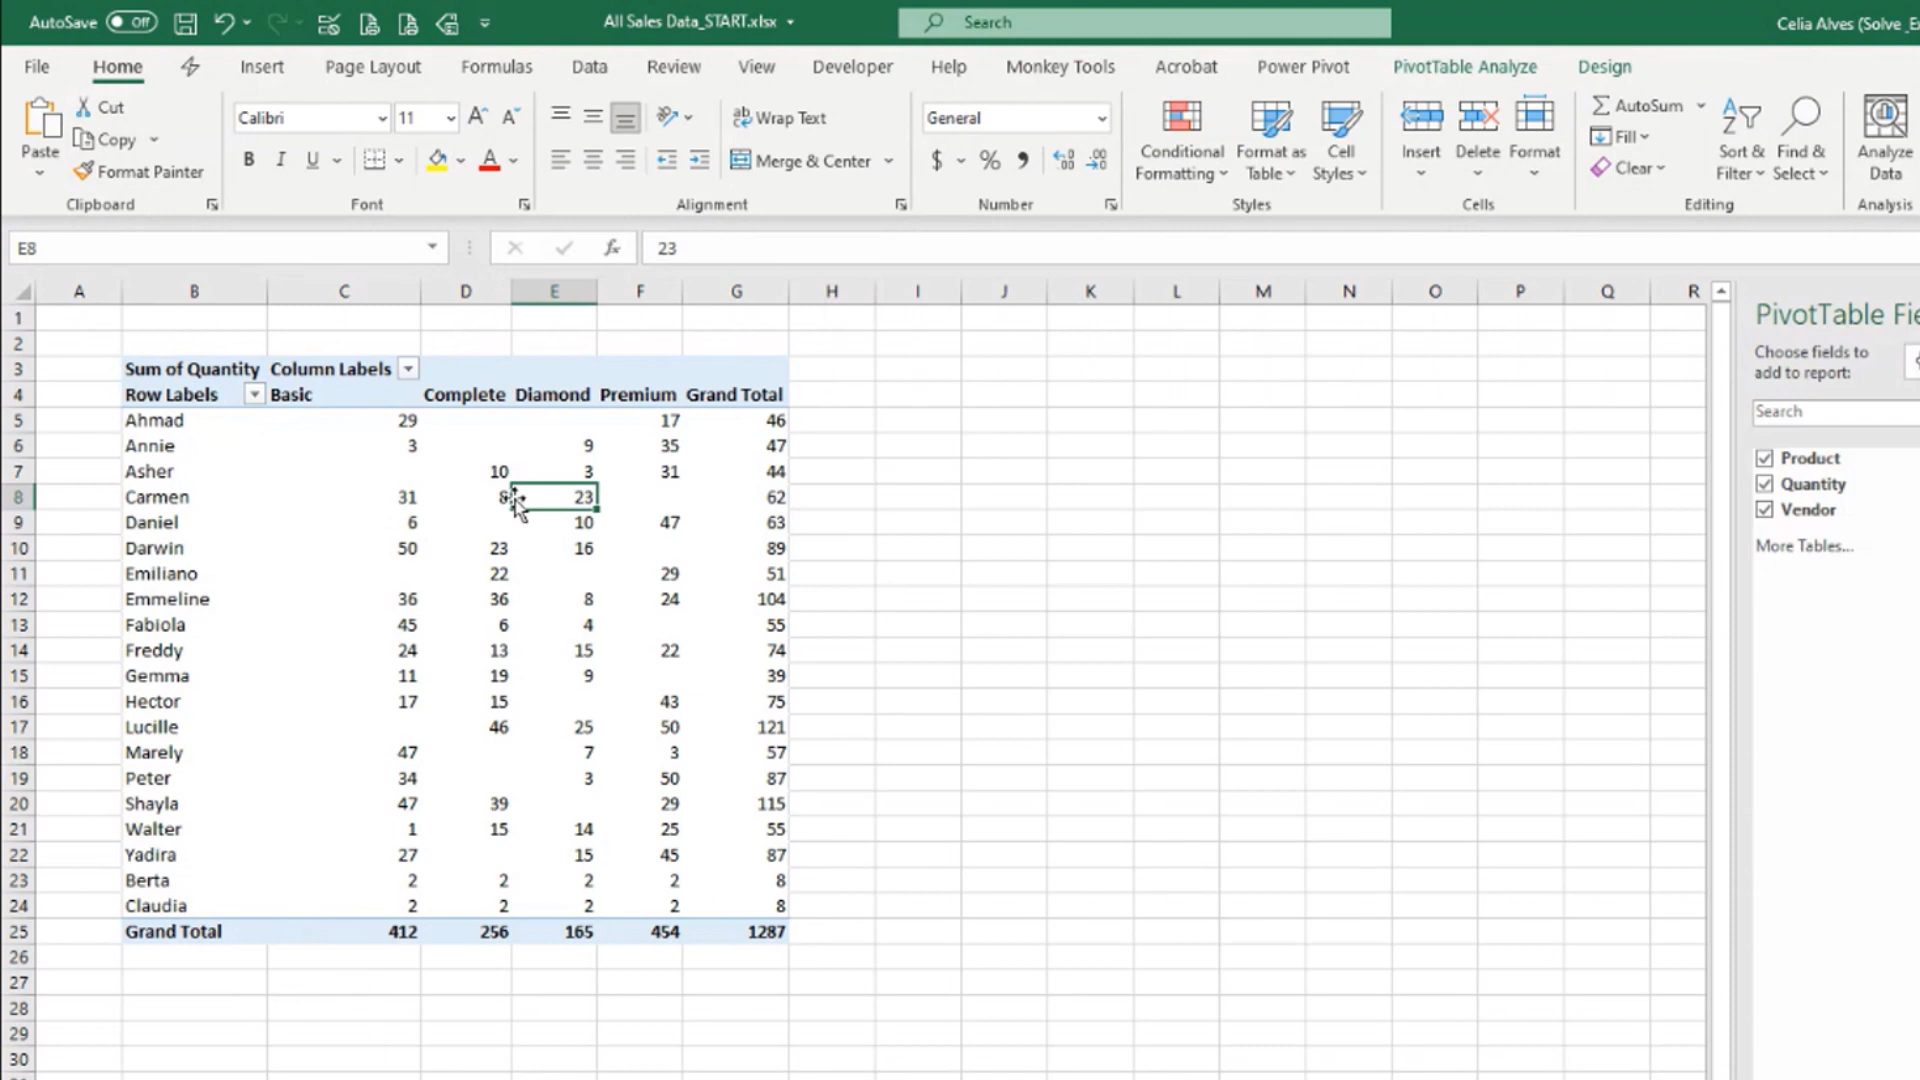 AutoSave Off All Sales Data_START.xlsx Search Celia Alves (Solve_E
File Home Insert Page Layout Formulas Data Review View Developer Help Monkey Tools Acrobat Power Pivot PivotTable Analyze Design
Paste Cut Copy Format Painter Clipboard
Calibri 11 B I U A Font
Wrap Text Merge & Center Alignment
General $ % Number
Conditional Formatting Format as Table Cell Styles Styles
Insert Delete Format Cells
AutoSum Fill Clear Sort & Filter Find & Select Editing
Analyze Data Analysis
E8 fx 23
A B C D E F G H I J K L M N O P Q R
1
2
3 Sum of Quantity Column Labels
4 Row Labels Basic Complete Diamond Premium Grand Total
5 Ahmad 29 17 46
6 Annie 3 9 35 47
7 Asher 10 3 31 44
8 Carmen 31 8 23 62
9 Daniel 6 10 47 63
10 Darwin 50 23 16 89
11 Emiliano 22 29 51
12 Emmeline 36 36 8 24 104
13 Fabiola 45 6 4 55
14 Freddy 24 13 15 22 74
15 Gemma 11 19 9 39
16 Hector 17 15 43 75
17 Lucille 46 25 50 121
18 Marely 47 7 3 57
19 Peter 34 3 50 87
20 Shayla 47 39 29 115
21 Walter 1 15 14 25 55
22 Yadira 27 15 45 87
23 Berta 2 2 2 2 8
24 Claudia 2 2 2 2 8
25 Grand Total 412 256 165 454 1287
26
27
28
29
30
PivotTable Fie
Choose fields to
add to report:
Search
Product
Quantity
Vendor
More Tables...